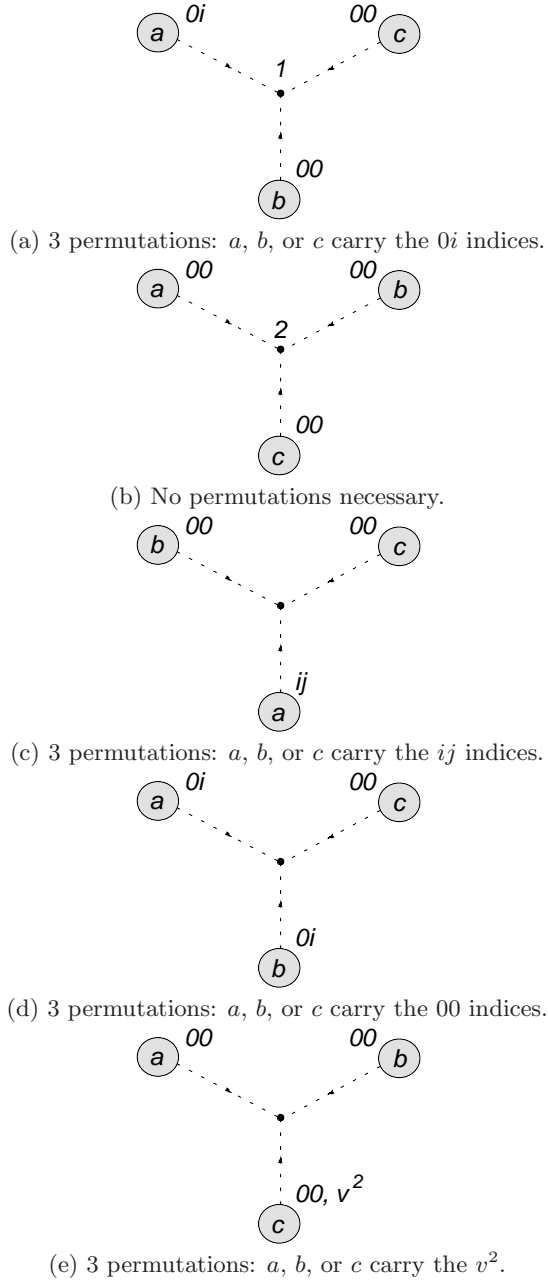 0i 00
a c
1
00
b
(a) 3 permutations: a, b, or c carry the 0i indices.
00 00
a b
2
00
c
(b) No permutations necessary.
00 00
b c
ij
a
(c) 3 permutations: a, b, or c carry the ij indices.
0i 00
a c
0i
b
(d) 3 permutations: a, b, or c carry the 00 indices.
00 00
a b
00, v²
c
(e) 3 permutations: a, b, or c carry the v².